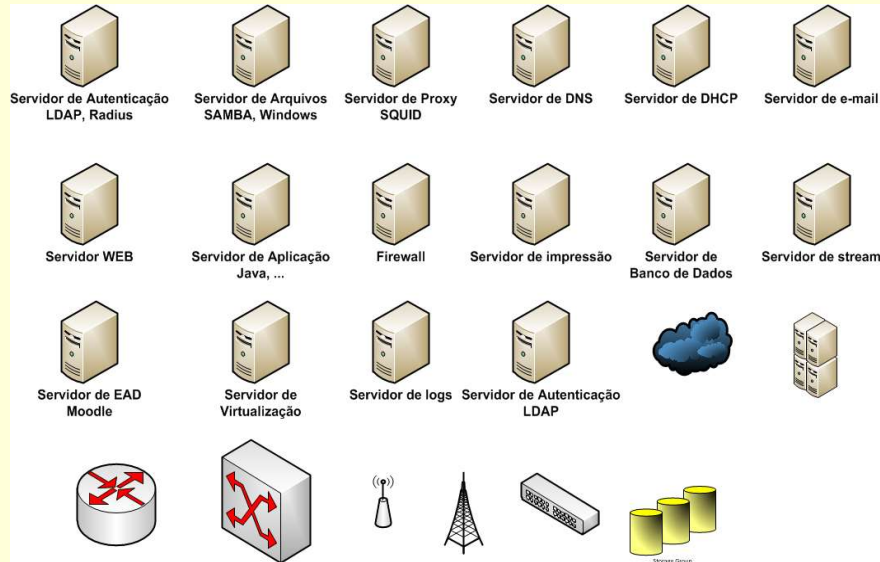 Servidor de Autenticação
LDAP, Radius
Servidor de Arquivos
SAMBA, Windows
Servidor de Proxy
SQUID
Servidor de DNS
Servidor de DHCP
Servidor de e-mail
Servidor WEB
Servidor de Aplicação
Java, ...
Firewall
Servidor de impressão
Servidor de
Banco de Dados
Servidor de stream
Servidor de EAD
Moodle
Servidor de
Virtualização
Servidor de logs
Servidor de Autenticação
LDAP
Storage Group